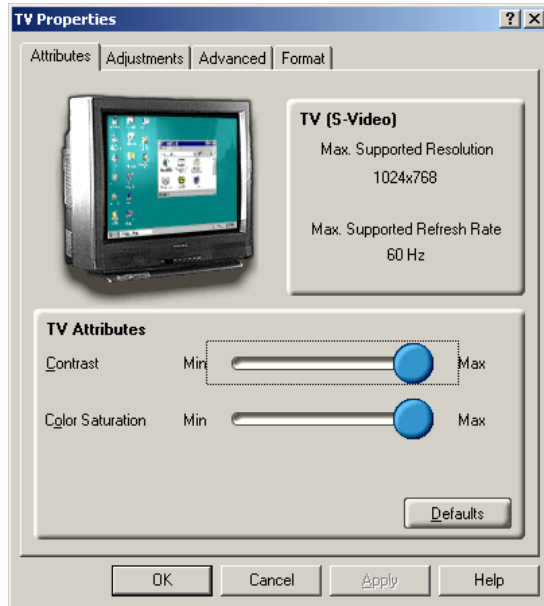 TV Properties
Attributes Adjustments Advanced Format
TV (S-Video)
Max. Supported Resolution
1024x768
Max. Supported Refresh Rate
60 Hz
TV Attributes
Contrast Min Max
Color Saturation Min Max
Defaults
OK Cancel Apply Help